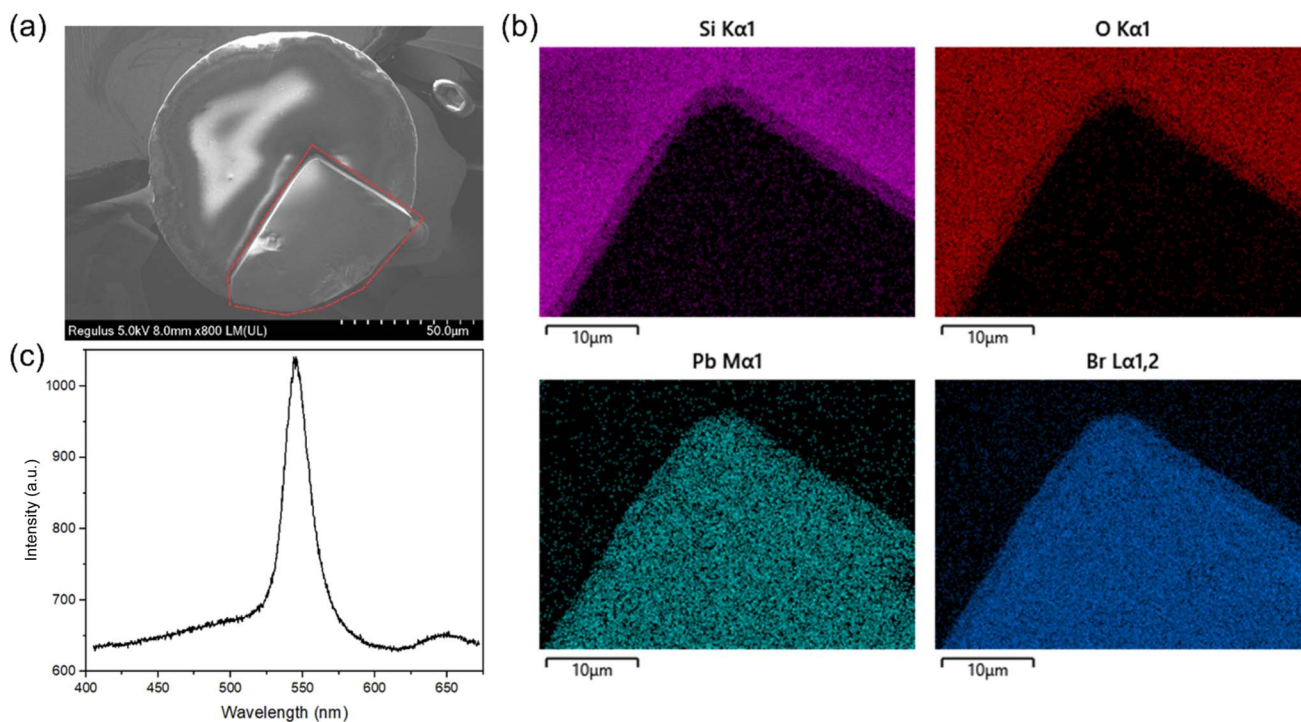 (a)
Regulus 5.0kV 8.0mm x800 LM(UL)
50.0µm
(b)
Si Kα1
10µm
O Kα1
10µm
Pb Mα1
10µm
Br Lα1,2
10µm
(c)
Intensity (a.u.)
1000
900
800
700
600
400
450
500
550
600
650
Wavelength (nm)